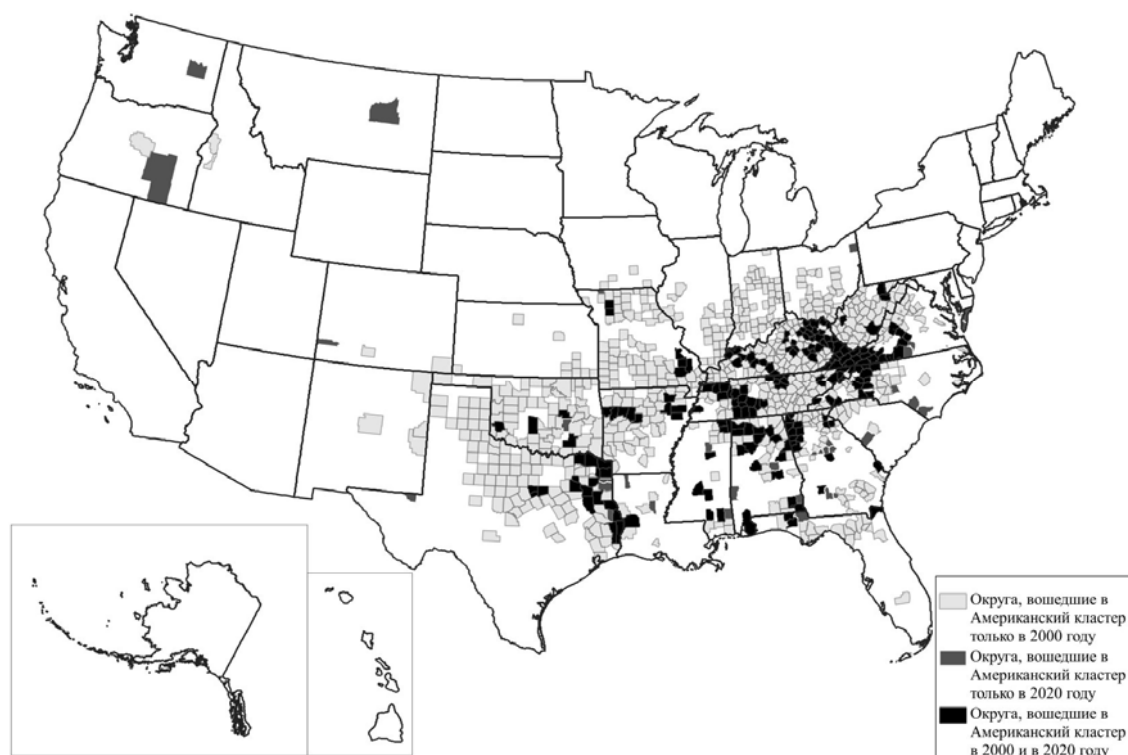 Округа, вошедшие в
Американский кластер
только в 2000 году
Округа, вошедшие в
Американский кластер
только в 2020 году
Округа, вошедшие в
Американский кластер
в 2000 и в 2020 году